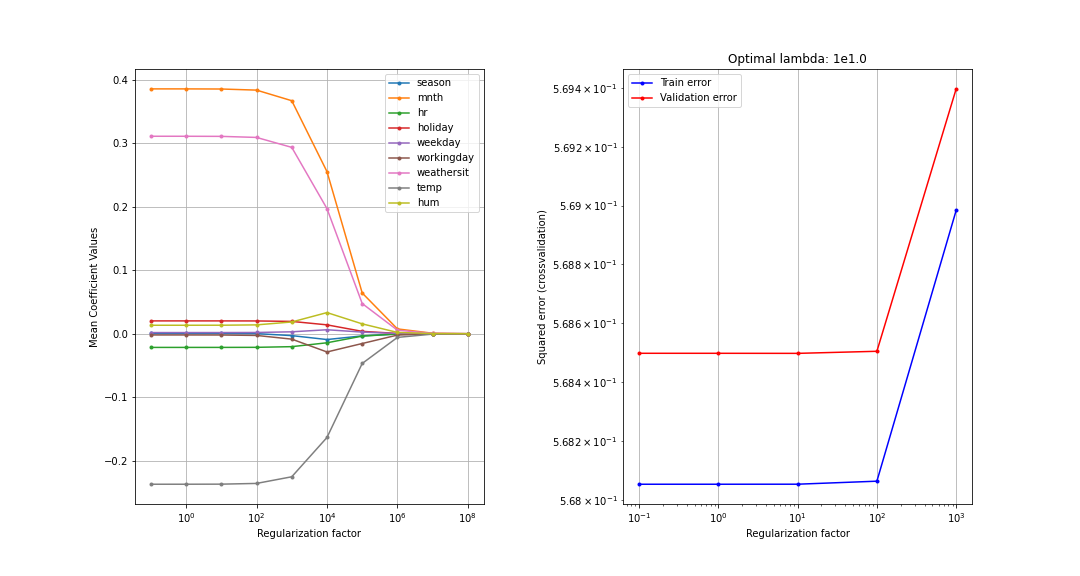 Mean Coefficient Values
0.4
0.3
0.2
0.1
0.0
−0.1
−0.2
10^0
10^2
10^4
10^6
10^8
Regularization factor
season
mnth
hr
holiday
weekday
workingday
weathersit
temp
hum
Optimal lambda: 1e1.0
Squared error (crossvalidation)
5.694 × 10^−1
5.692 × 10^−1
5.69 × 10^−1
5.688 × 10^−1
5.686 × 10^−1
5.684 × 10^−1
5.682 × 10^−1
5.68 × 10^−1
10^−1
10^0
10^1
10^2
10^3
Regularization factor
Train error
Validation error